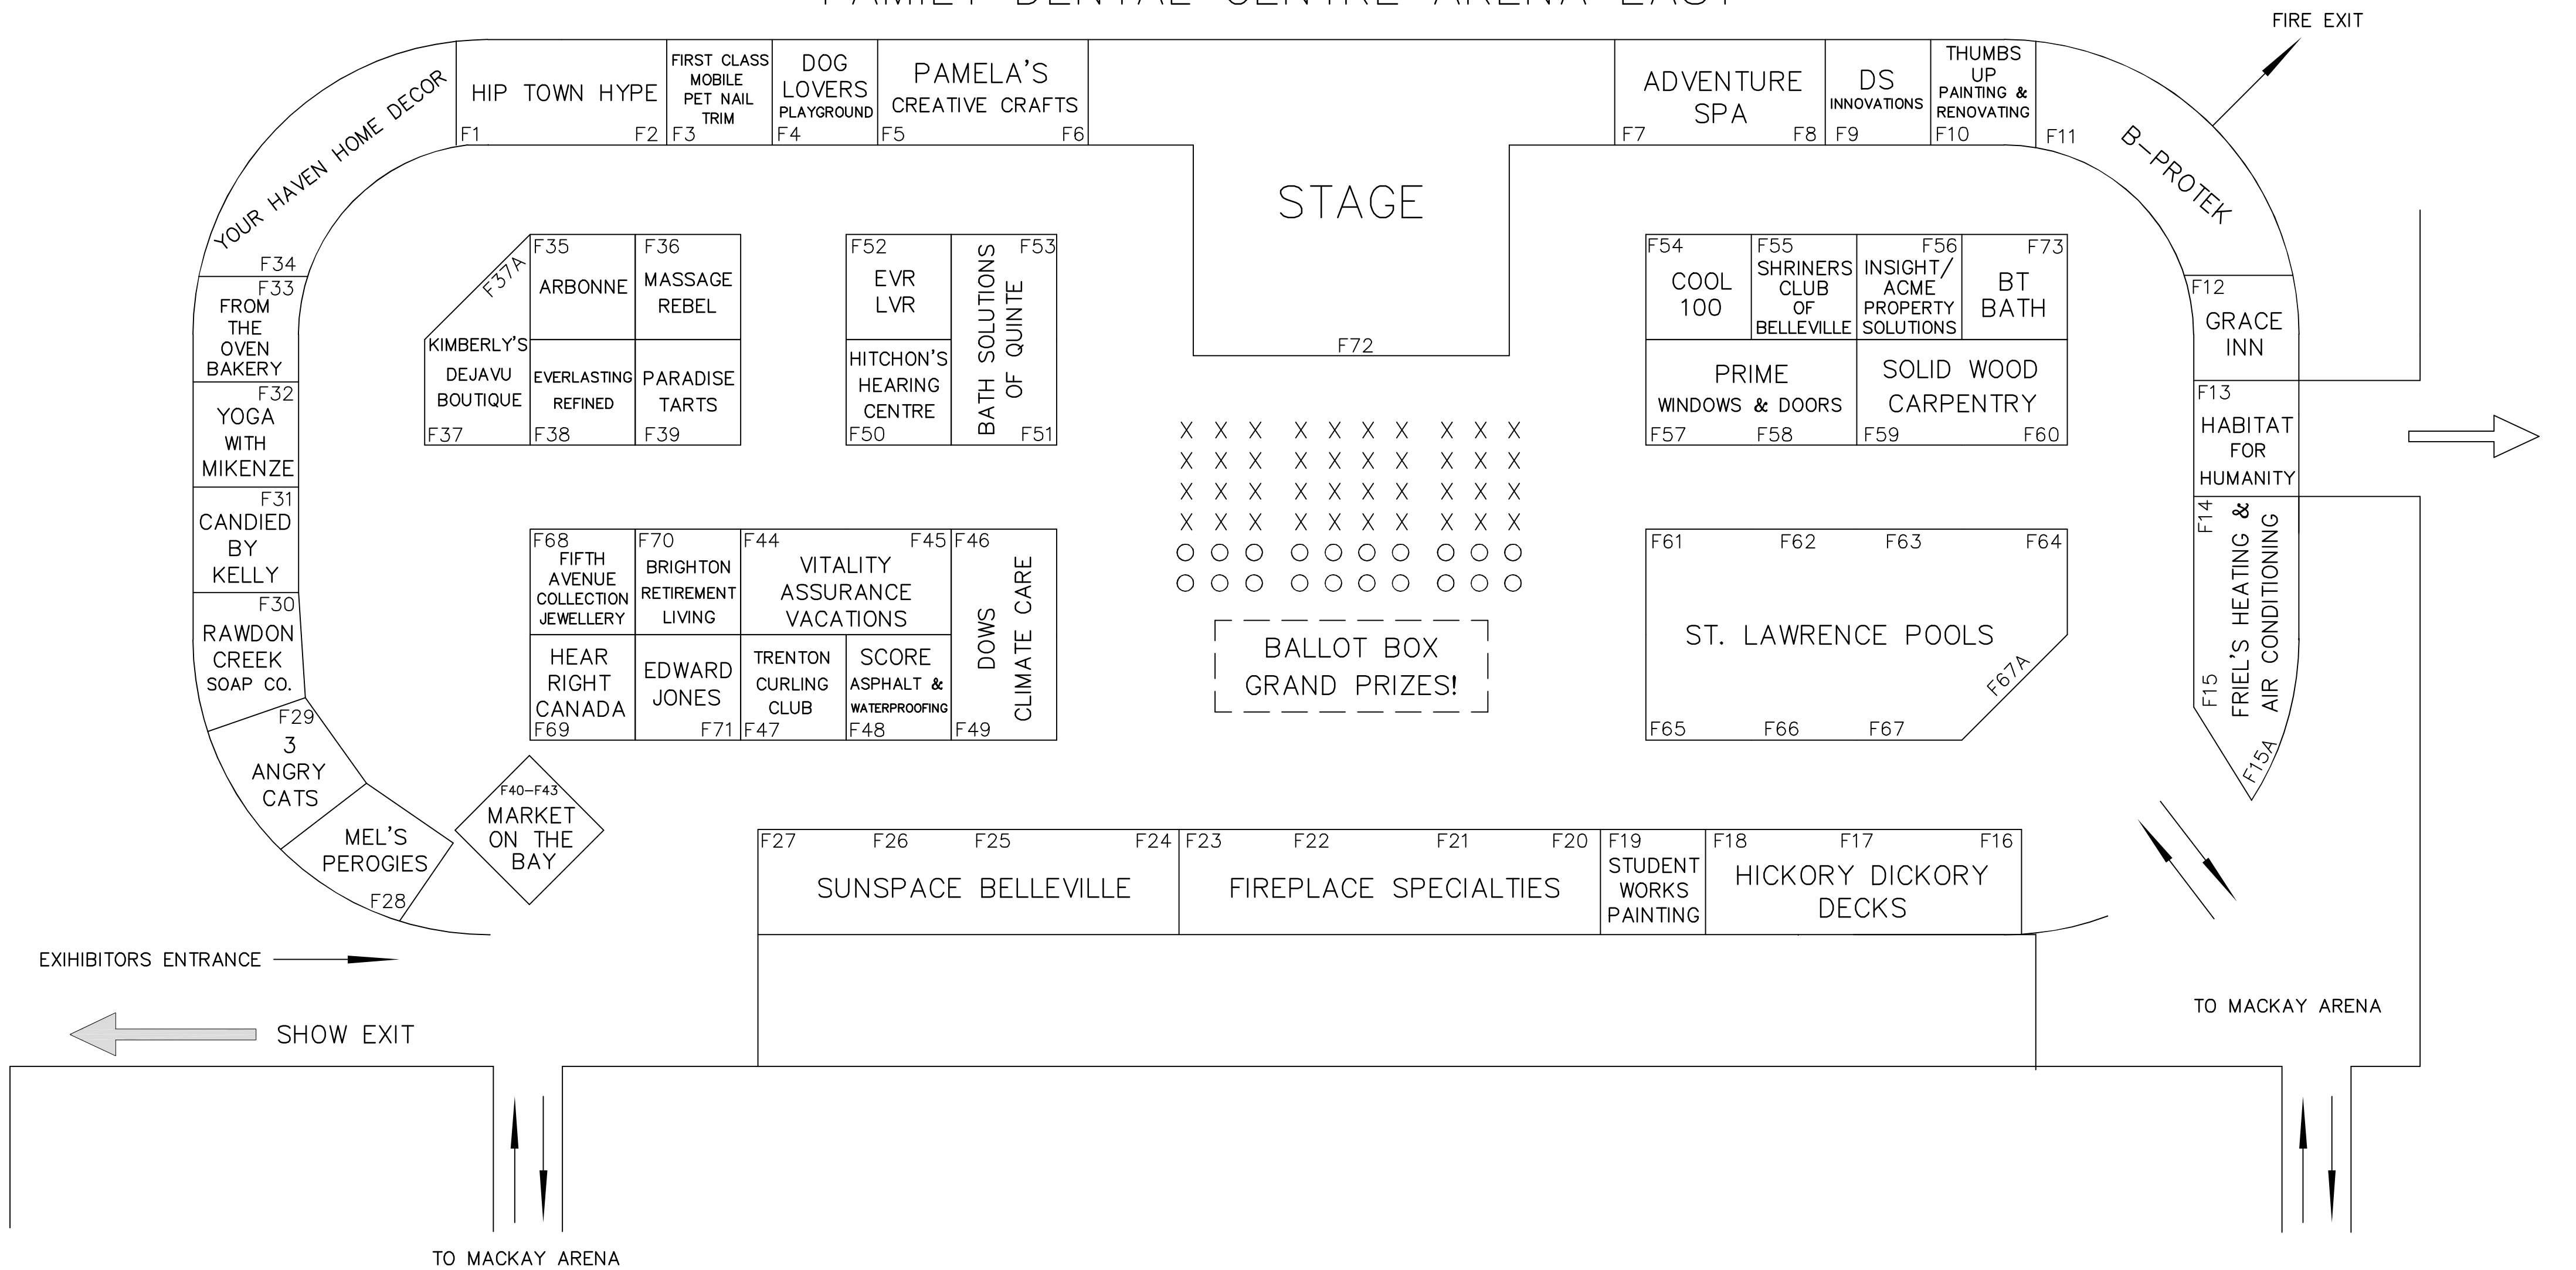 FAMILY DENTAL CENTRE ARENA EAST
FIRE EXIT
YOUR HAVEN HOME DECOR
F34
HIP TOWN HYPE
F1
F2
FIRST CLASS
MOBILE
PET NAIL
TRIM
F3
DOG
LOVERS
PLAYGROUND
F4
PAMELA'S
CREATIVE CRAFTS
F5
F6
STAGE
F72
ADVENTURE
SPA
F7
F8
DS
INNOVATIONS
F9
THUMBS
UP
PAINTING &
RENOVATING
F10
F11
B-PROTEK
F12
GRACE
INN
F13
HABITAT
FOR
HUMANITY
F14
FRIEL'S HEATING &
AIR CONDITIONING
F15
F15A
F33
FROM
THE
OVEN
BAKERY
F32
YOGA
WITH
MIKENZE
F31
CANDIED
BY
KELLY
F30
RAWDON
CREEK
SOAP CO.
F29
3
ANGRY
CATS
MEL'S
PEROGIES
F28
F37A
KIMBERLY'S
DEJAVU
BOUTIQUE
F37
F35
ARBONNE
F36
MASSAGE
REBEL
EVERLASTING
REFINED
F38
PARADISE
TARTS
F39
F52
EVR
LVR
HITCHON'S
HEARING
CENTRE
F50
F53
BATH SOLUTIONS
OF QUINTE
F51
F54
COOL
100
F55
SHRINERS
CLUB
OF
BELLEVILLE
F56
INSIGHT/
ACME
PROPERTY
SOLUTIONS
F73
BT
BATH
PRIME
WINDOWS & DOORS
F57
F58
SOLID WOOD
CARPENTRY
F59
F60
X X X X X X X X X X
X X X X X X X X X X
X X X X X X X X X X
X X X X X X X X X X
O O O O O O O O O O
O O O O O O O O O O
BALLOT BOX
GRAND PRIZES!
F68
FIFTH
AVENUE
COLLECTION
JEWELLERY
F70
BRIGHTON
RETIREMENT
LIVING
F44
F45
VITALITY
ASSURANCE
VACATIONS
F46
DOWS
CLIMATE CARE
F49
HEAR
RIGHT
CANADA
F69
EDWARD
JONES
F71
TRENTON
CURLING
CLUB
F47
SCORE
ASPHALT &
WATERPROOFING
F48
F61
F62
F63
F64
ST. LAWRENCE POOLS
F67A
F65
F66
F67
F40-F43
MARKET
ON THE
BAY
F27
F26
F25
F24
SUNSPACE BELLEVILLE
F23
F22
F21
F20
FIREPLACE SPECIALTIES
F19
STUDENT
WORKS
PAINTING
F18
F17
F16
HICKORY DICKORY
DECKS
EXIHIBITORS ENTRANCE
SHOW EXIT
TO MACKAY ARENA
TO MACKAY ARENA